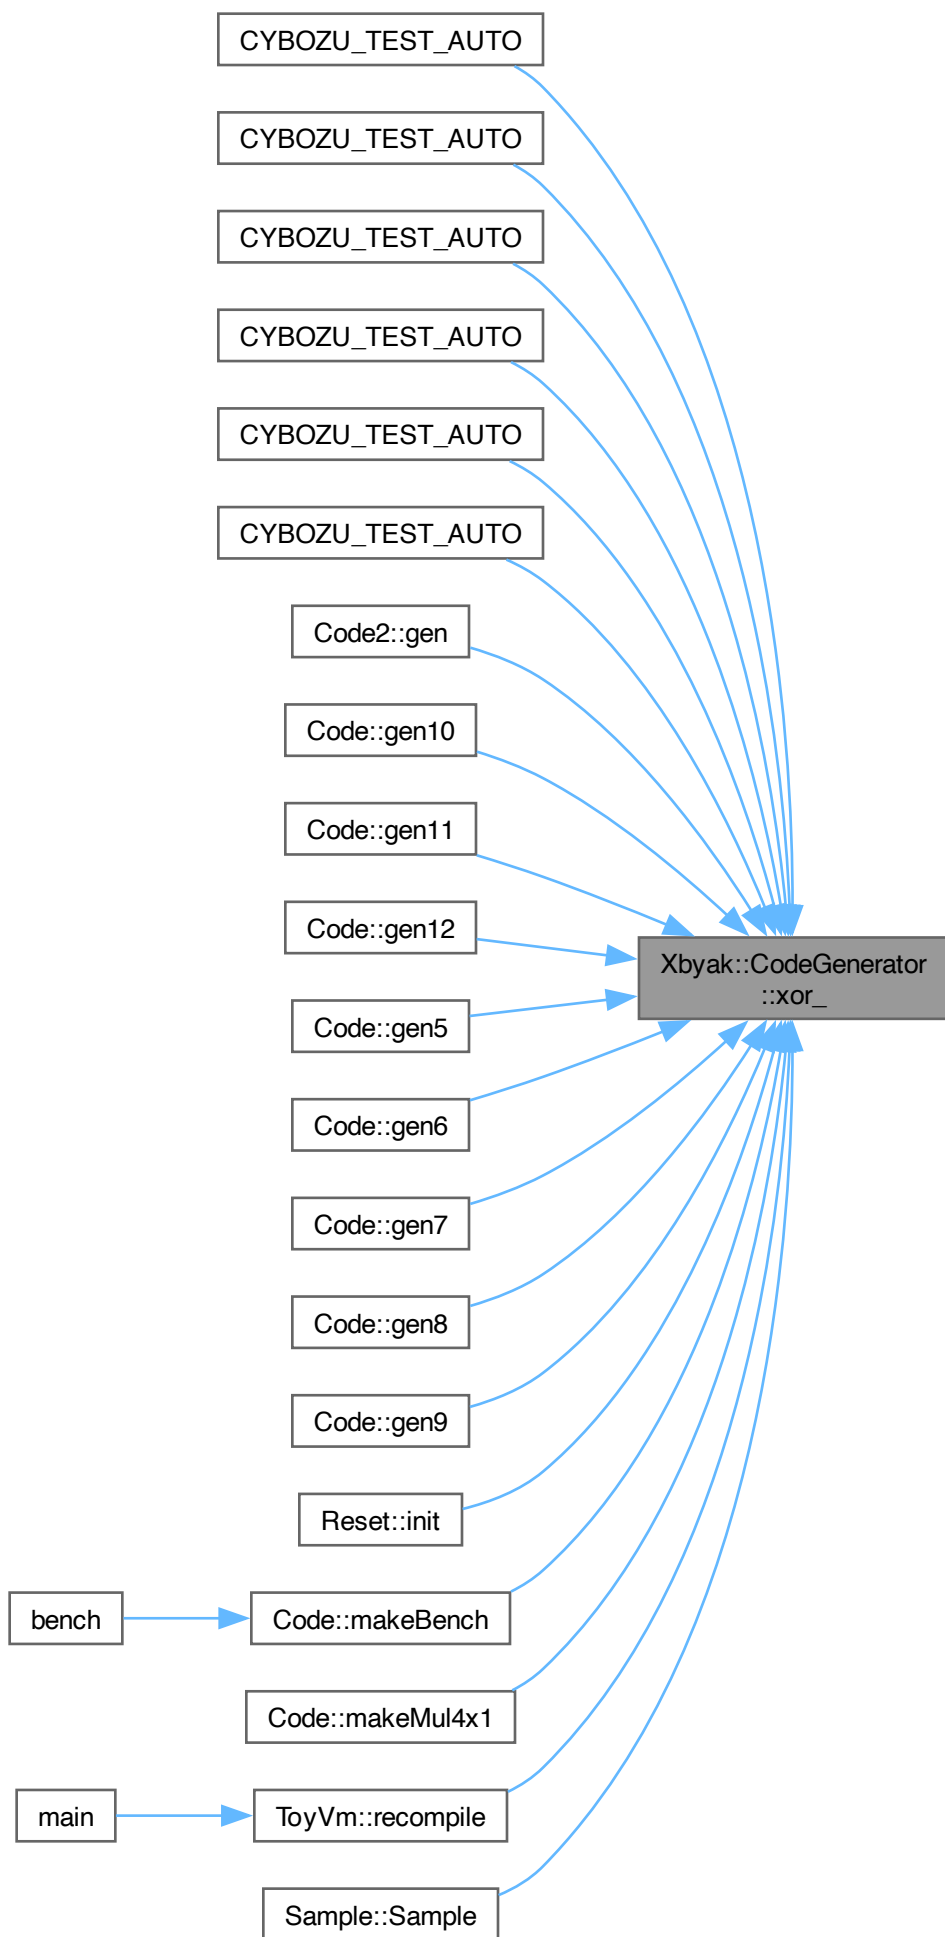 CYBOZU_TEST_AUTO
CYBOZU_TEST_AUTO
CYBOZU_TEST_AUTO
CYBOZU_TEST_AUTO
CYBOZU_TEST_AUTO
CYBOZU_TEST_AUTO
Code2::gen
Code::gen10
Code::gen11
Code::gen12
Xbyak::CodeGenerator
::xor_
Code::gen5
Code::gen6
Code::gen7
Code::gen8
Code::gen9
Reset::init
bench
Code::makeBench
Code::makeMul4x1
main
ToyVm::recompile
Sample::Sample